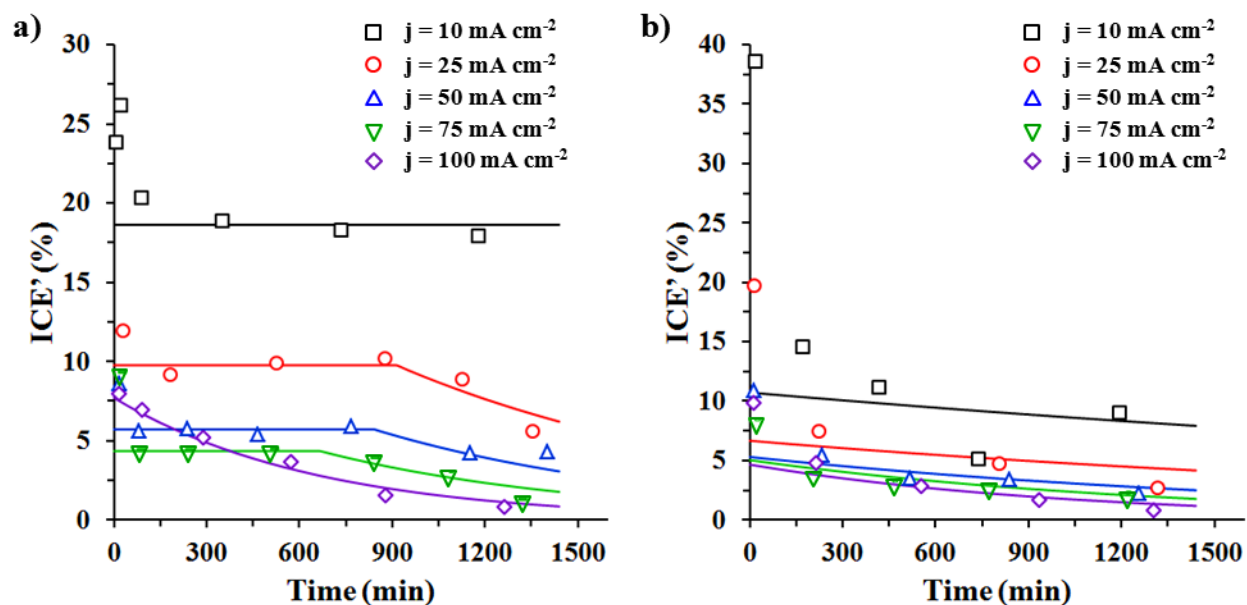 a)
ICE' (%)
30
25
20
15
10
5
0
0 300 600 900 1200 1500
Time (min)
j = 10 mA cm-2
j = 25 mA cm-2
j = 50 mA cm-2
j = 75 mA cm-2
j = 100 mA cm-2
b)
ICE' (%)
40
35
30
25
20
15
10
5
0
0 300 600 900 1200 1500
Time (min)
j = 10 mA cm-2
j = 25 mA cm-2
j = 50 mA cm-2
j = 75 mA cm-2
j = 100 mA cm-2